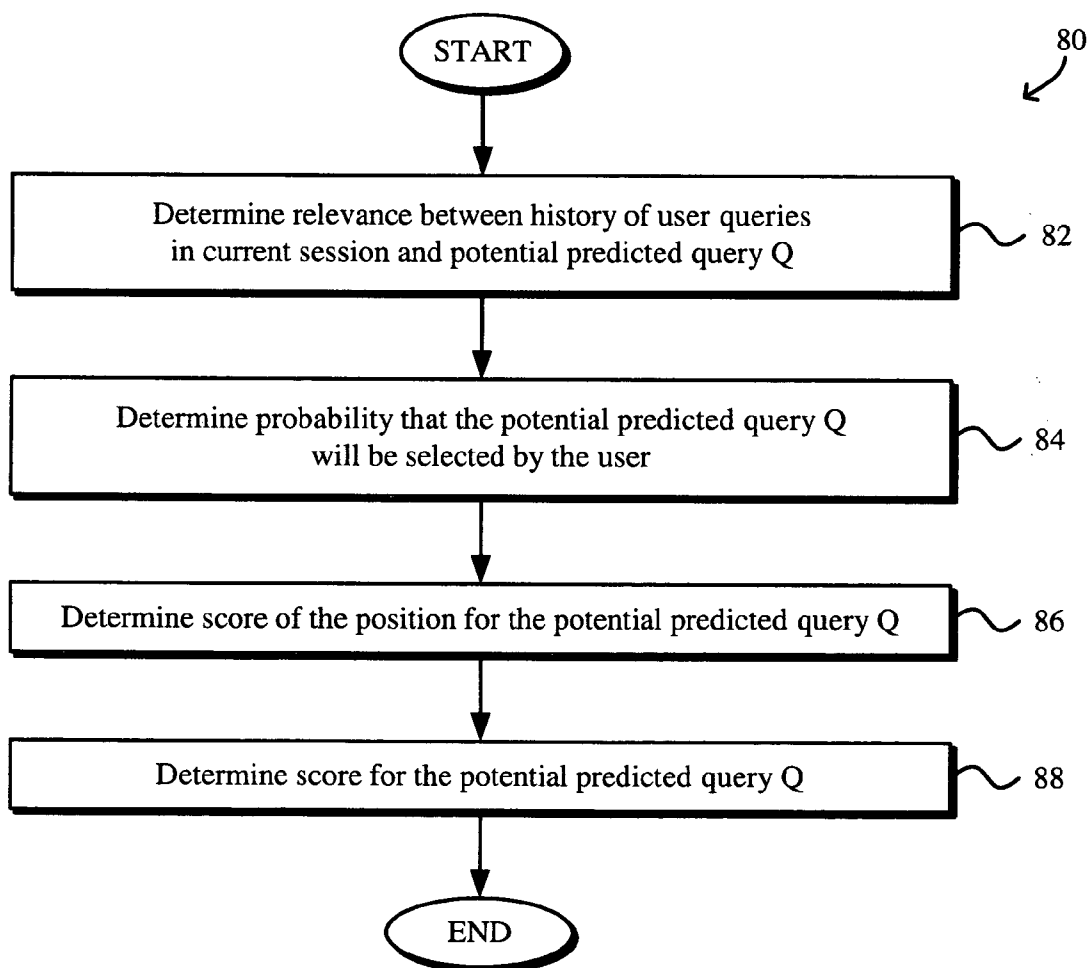 START
80
Determine relevance between history of user queries
in current session and potential predicted query Q
82
Determine probability that the potential predicted query Q
will be selected by the user
84
Determine score of the position for the potential predicted query Q
86
Determine score for the potential predicted query Q
88
END